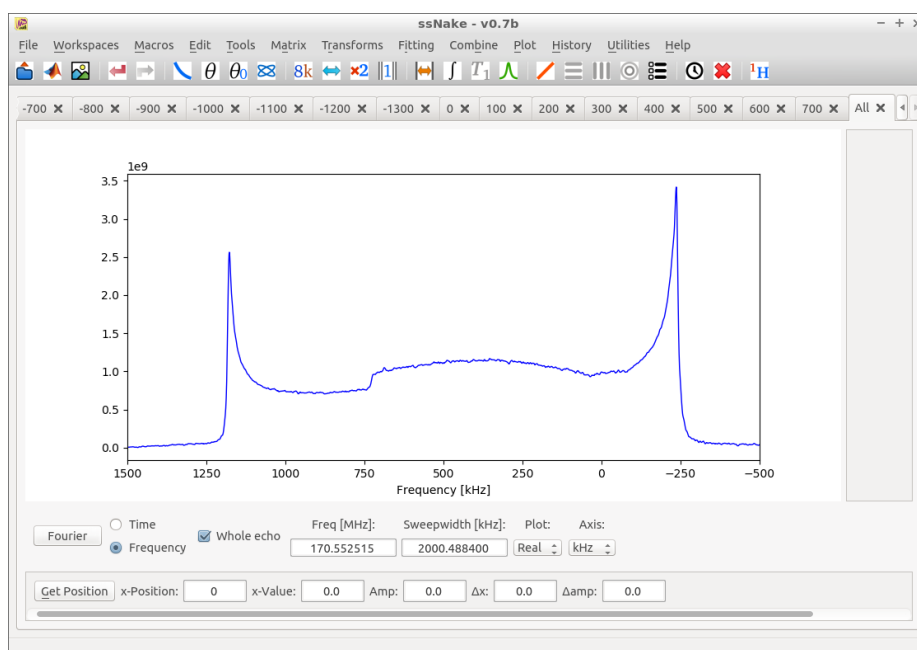 ssNake - v0.7b
File Workspaces Macros Edit Tools Matrix Transforms Fitting Combine Plot History Utilities Help
θ θ₀ 8k ×2 |1| ∫ T₁ ¹H
-700 -800 -900 -1000 -1100 -1200 -1300 0 100 200 300 400 500 600 700 All
1e9
3.5
3.0
2.5
2.0
1.5
1.0
0.5
0.0
1500 1250 1000 750 500 250 0 −250 −500
Frequency [kHz]
Time Freq [MHz]: Sweepwidth [kHz]: Plot: Axis:
Fourier Whole echo
Frequency 170.552515 2000.488400 Real kHz
Get Position x-Position: 0 x-Value: 0.0 Amp: 0.0 Δx: 0.0 Δamp: 0.0